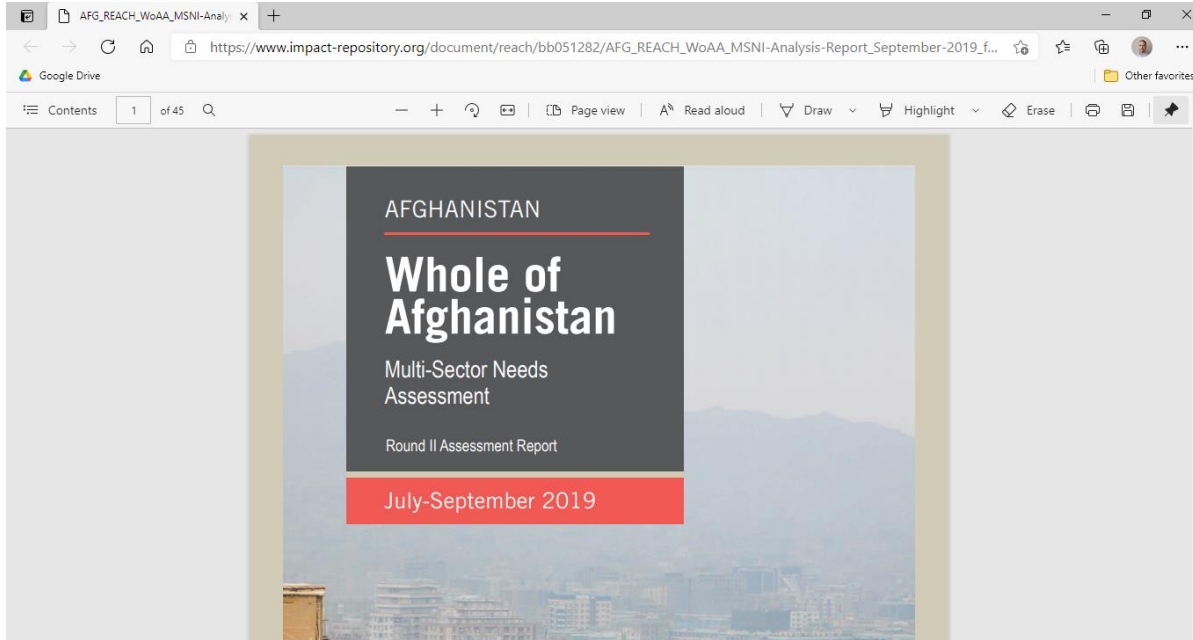 AFG_REACH_WoAA_MSNI-Analy
https://www.impact-repository.org/document/reach/bb051282/AFG_REACH_WoAA_MSNI-Analysis-Report_September-2019_f...
Google Drive
Other favorites
Contents 1 of 45 Page view Read aloud Draw Highlight Erase
AFGHANISTAN
Whole of
Afghanistan
Multi-Sector Needs
Assessment
Round II Assessment Report
July-September 2019